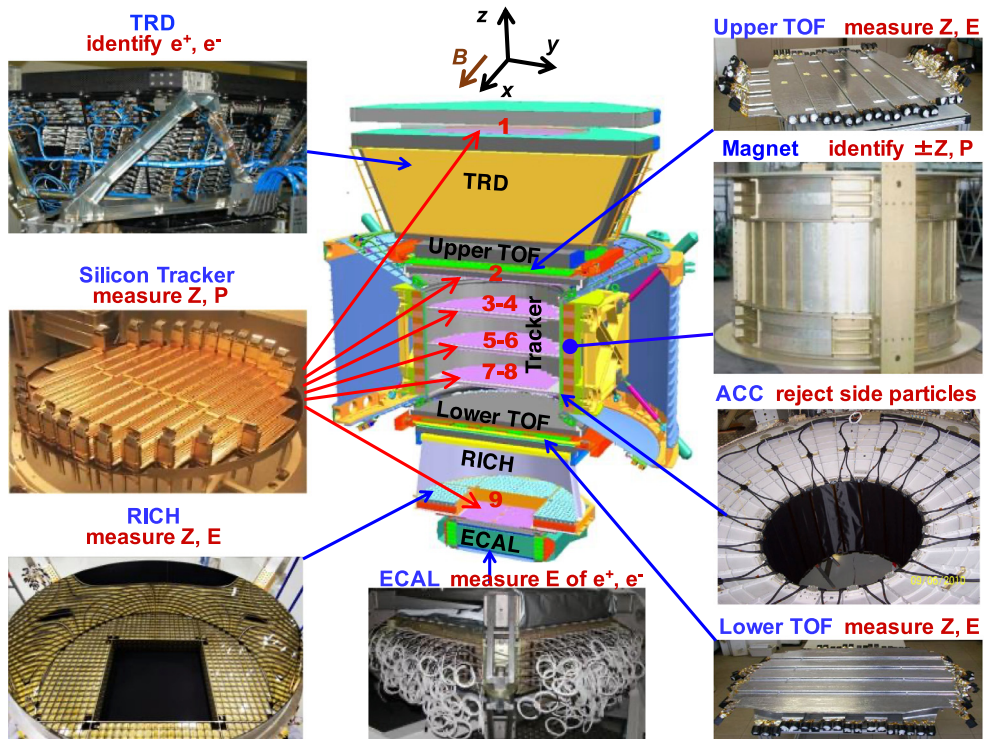 TRD
identify e⁺, e⁻
z
y
B
x
Upper TOF measure Z, E
1
TRD
Magnet identify ±Z, P
Upper TOF
2
Silicon Tracker
measure Z, P
3-4
5-6
7-8
Tracker
ACC reject side particles
Lower TOF
RICH
9
RICH
measure Z, E
ECAL
ECAL measure E of e⁺, e⁻
Lower TOF measure Z, E